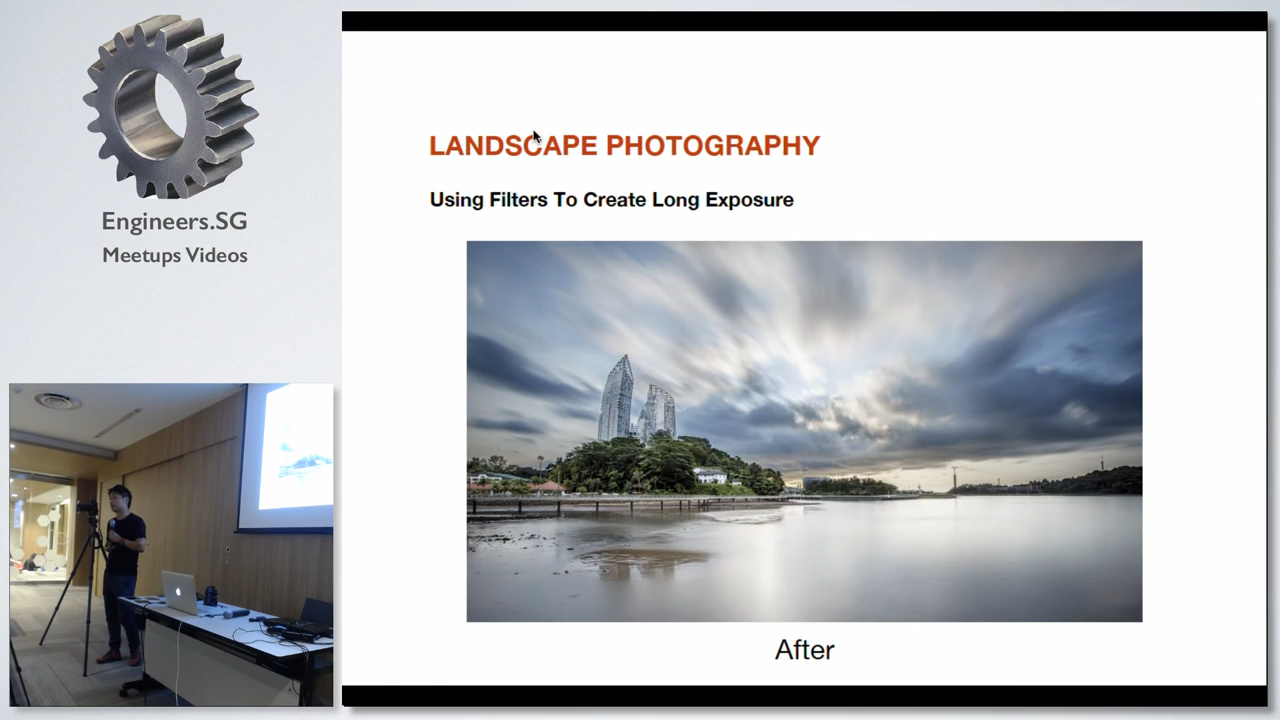 Engineers.SG
Meetups Videos
LANDSCAPE PHOTOGRAPHY
Using Filters To Create Long Exposure
After